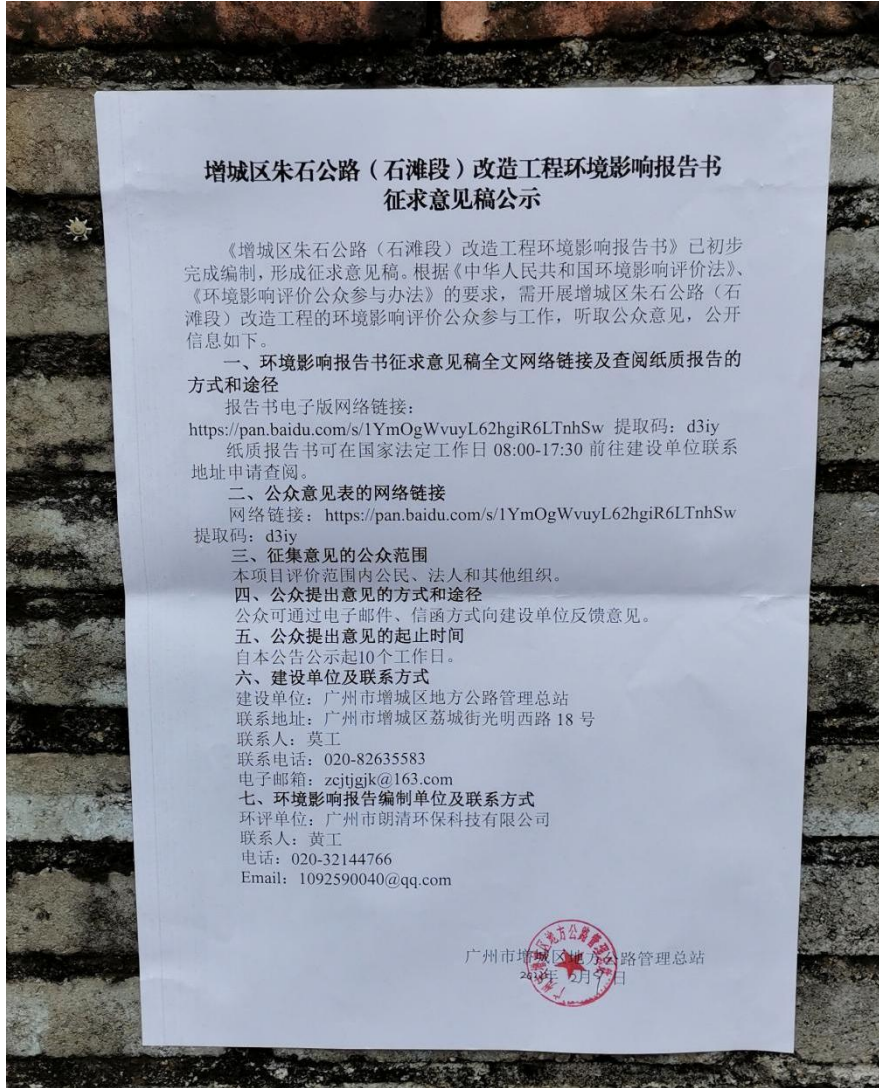 增城区朱石公路（石滩段）改造工程环境影响报告书
征求意见稿公示
《增城区朱石公路（石滩段）改造工程环境影响报告书》已初步
完成编制，形成征求意见稿。根据《中华人民共和国环境影响评价法》、
《环境影响评价公众参与办法》的要求，需开展增城区朱石公路（石
滩段）改造工程的环境影响评价公众参与工作，听取公众意见，公开
信息如下。
一、环境影响报告书征求意见稿全文网络链接及查阅纸质报告的
方式和途径
报告书电子版网络链接：
https://pan.baidu.com/s/1YmOgWvuyL62hgiR6LTnhSw 提取码：d3iy
纸质报告书可在国家法定工作日 08:00-17:30 前往建设单位联系
地址申请查阅。
二、公众意见表的网络链接
网络链接：https://pan.baidu.com/s/1YmOgWvuyL62hgiR6LTnhSw
提取码：d3iy
三、征集意见的公众范围
本项目评价范围内公民、法人和其他组织。
四、公众提出意见的方式和途径
公众可通过电子邮件、信函方式向建设单位反馈意见。
五、公众提出意见的起止时间
自本公告公示起10个工作日。
六、建设单位及联系方式
建设单位：广州市增城区地方公路管理总站
联系地址：广州市增城区荔城街光明西路 18 号
联系人：莫工
联系电话：020-82635583
电子邮箱：zcjtjgjk@163.com
七、环境影响报告编制单位及联系方式
环评单位：广州市朗清环保科技有限公司
联系人：黄工
电话：020-32144766
Email：1092590040@qq.com
广州市增城区地方公路管理总站
年 月 日